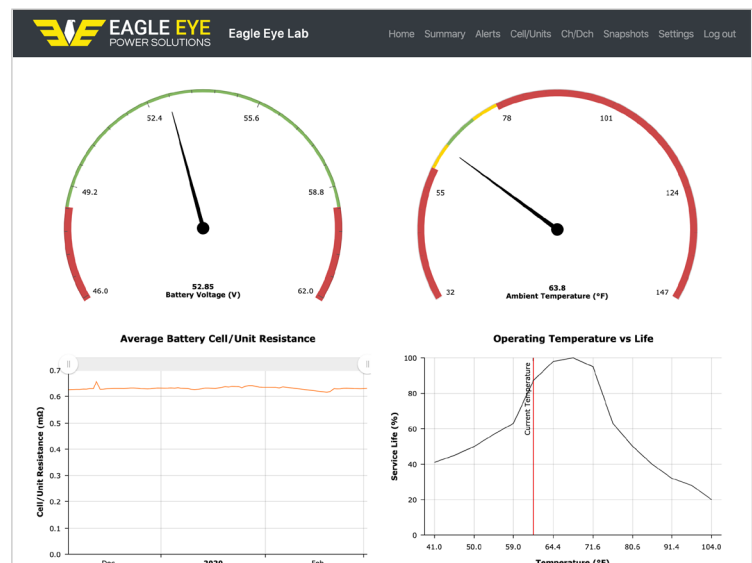 EAGLE EYE
POWER SOLUTIONS
Eagle Eye Lab
Home Summary Alerts Cell/Units Ch/Dch Snapshots Settings Log out
52.4 55.6
49.2 58.8
46.0 62.0
52.85
Battery Voltage (V)
78 101
55 124
32 147
63.8
Ambient Temperature (°F)
Average Battery Cell/Unit Resistance
Cell/Unit Resistance (mΩ)
0.7
0.6
0.5
0.4
0.3
0.2
0.1
0.0
Dec 2020 Feb
Operating Temperature vs Life
Service Life (%)
100
80
60
40
20
0
Current Temperature
41.0 50.0 59.0 64.4 71.6 80.6 91.4 104.0
Temperature (°F)